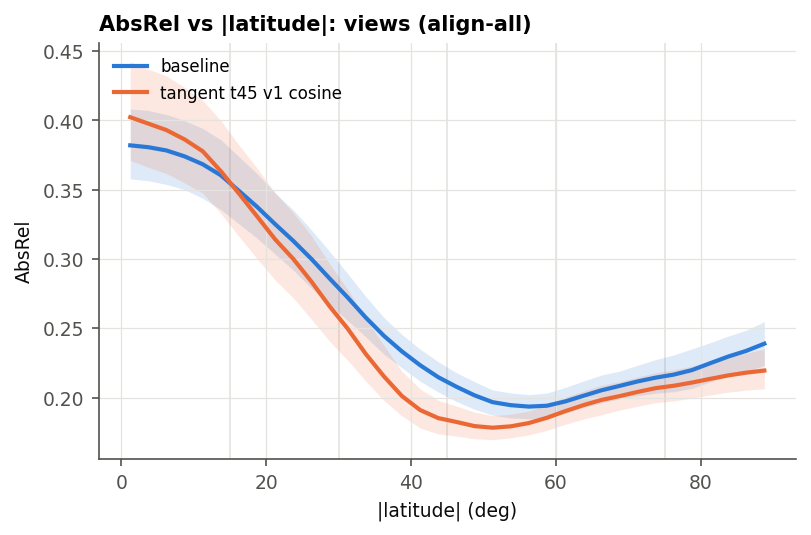 AbsRel vs |latitude|: views (align-all)
baseline
tangent t45 v1 cosine
0.45
0.40
0.35
0.30
0.25
0.20
AbsRel
0 20 40 60 80
|latitude| (deg)